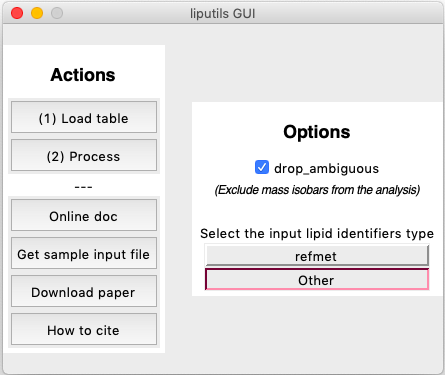 liputils GUI
Actions
(1) Load table
(2) Process
---
Online doc
Get sample input file
Download paper
How to cite
Options
drop_ambiguous
(Exclude mass isobars from the analysis)
Select the input lipid identifiers type
refmet
Other